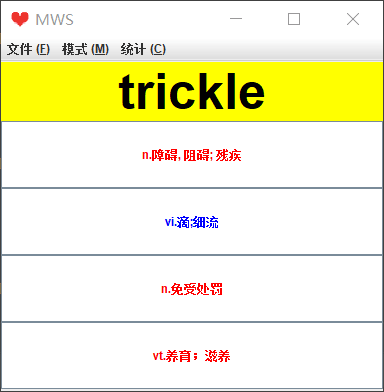 MWS
文件 (F) 模式 (M) 统计 (C)
trickle
n.障碍, 阻碍; 残疾
vi.滴;细流
n.免受处罚
vt.养育；滋养